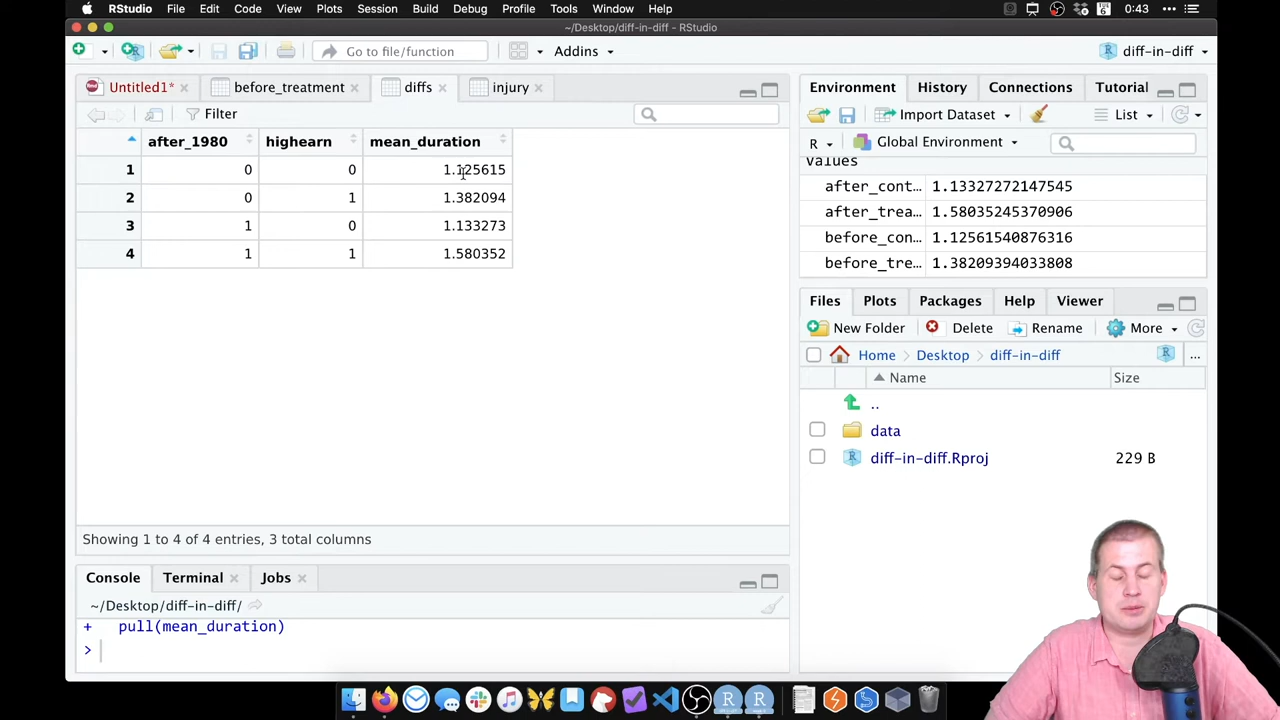 RStudio File Edit Code View Plots Session Build Debug Profile Tools Window Help 0:43
~/Desktop/diff-in-diff - RStudio
Go to file/function Addins diff-in-diff
Untitled1* before_treatment diffs injury
Filter
after_1980 highearn mean_duration
1 0 0 1.125615
2 0 1 1.382094
3 1 0 1.133273
4 1 1 1.580352
Showing 1 to 4 of 4 entries, 3 total columns
Console Terminal Jobs
~/Desktop/diff-in-diff/
+ pull(mean_duration)
>
Environment History Connections Tutorial
Import Dataset List
R Global Environment
Values
after_cont… 1.13327272147545
after_trea… 1.58035245370906
before_con… 1.12561540876316
before_tre… 1.38209394033808
Files Plots Packages Help Viewer
New Folder Delete Rename More
Home Desktop diff-in-diff ...
Name Size
..
data
diff-in-diff.Rproj 229 B